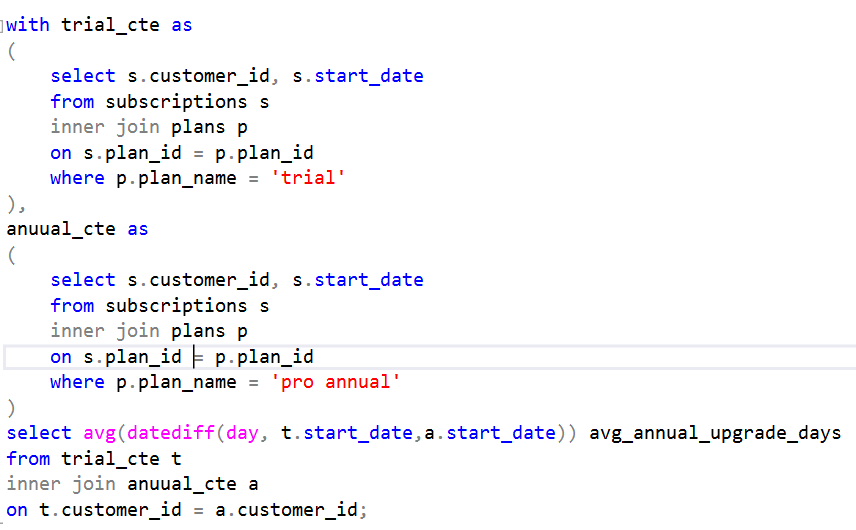 with trial_cte as
(
    select s.customer_id, s.start_date
    from subscriptions s
    inner join plans p
    on s.plan_id = p.plan_id
    where p.plan_name = 'trial'
),
anuual_cte as
(
    select s.customer_id, s.start_date
    from subscriptions s
    inner join plans p
    on s.plan_id = p.plan_id
    where p.plan_name = 'pro annual'
)
select avg(datediff(day, t.start_date,a.start_date)) avg_annual_upgrade_days
from trial_cte t
inner join anuual_cte a
on t.customer_id = a.customer_id;